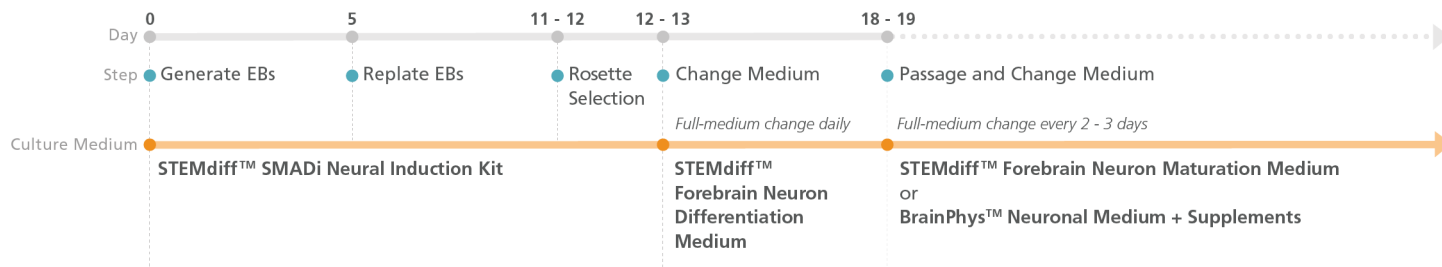 0 5 11 - 12 12 - 13 18 - 19
Day
Step Generate EBs Replate EBs Rosette Change Medium Passage and Change Medium
Selection
Full-medium change daily Full-medium change every 2 - 3 days
Culture Medium
STEMdiff™ SMADi Neural Induction Kit STEMdiff™ STEMdiff™ Forebrain Neuron Maturation Medium
Forebrain Neuron or
Differentiation BrainPhys™ Neuronal Medium + Supplements
Medium